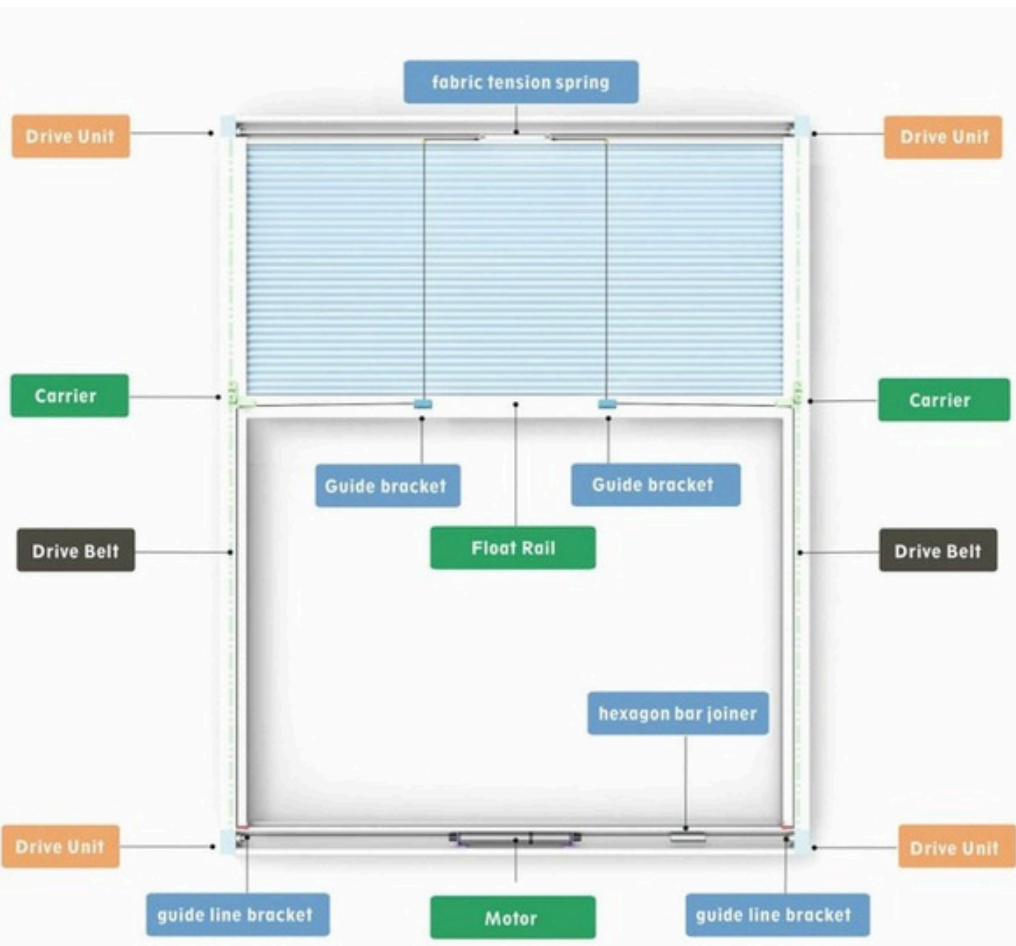 fabric tension spring
Drive Unit
Drive Unit
Carrier
Carrier
Guide bracket
Guide bracket
Float Rail
Drive Belt
Drive Belt
hexagon bar joiner
Drive Unit
Drive Unit
guide line bracket
Motor
guide line bracket